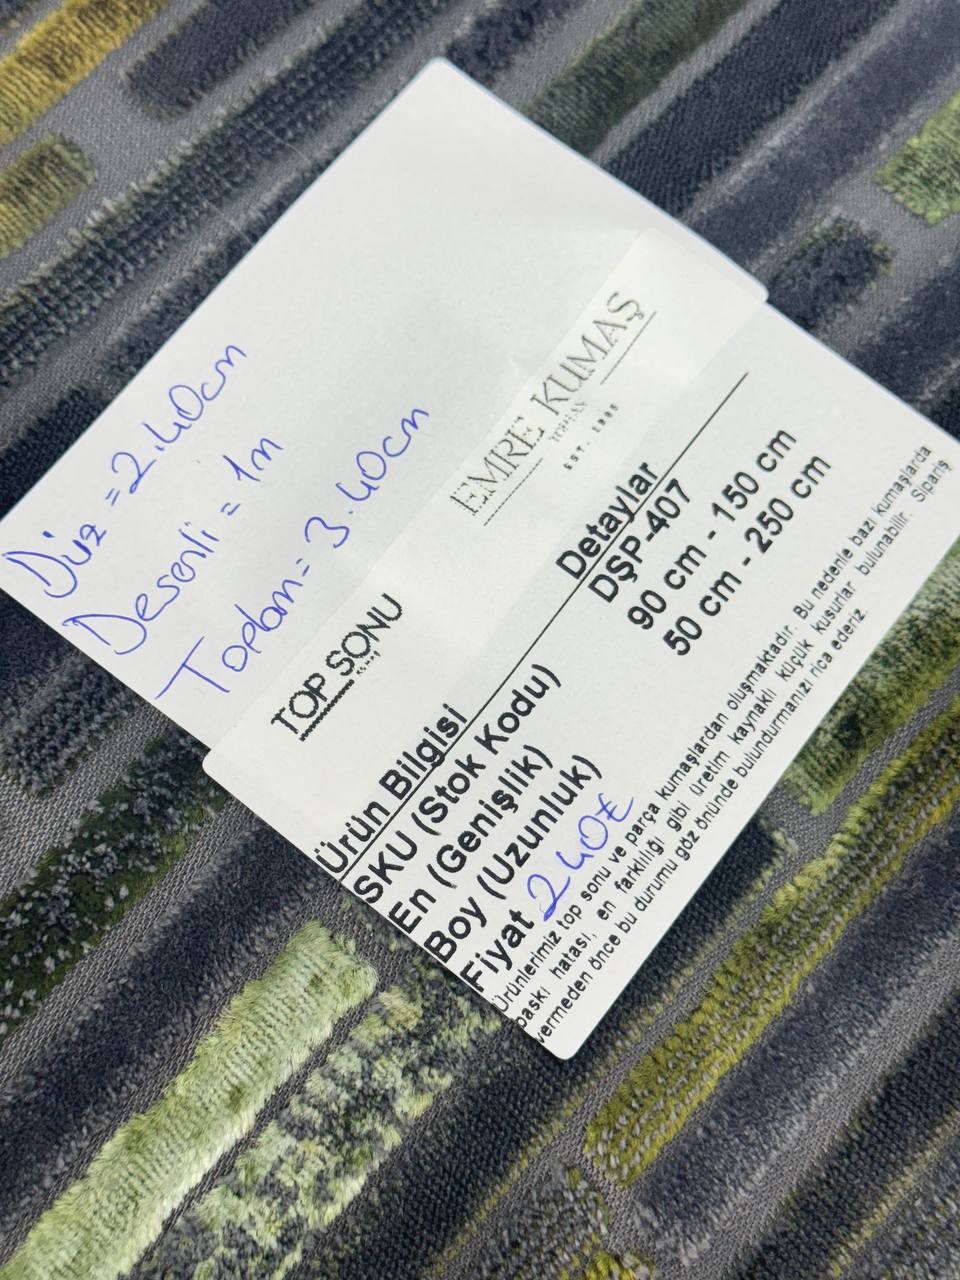 Düz = 2.40cm
Desenli = 1m
Toplam = 3.40cm
EMRE KUMAŞ
TOPTAN
EST. 1995
TOP SONU
KUMAŞ
Ürün Bilgisi Detaylar
SKU (Stok Kodu) DŞP-407
En (Genişlik) 90 cm - 150 cm
Boy (Uzunluk) 50 cm - 250 cm
Fiyat 240₺
Ürünlerimiz top sonu ve parça kumaşlardan oluşmaktadır. Bu nedenle bazı kumaşlarda
baskı hatası, en farklılığı gibi üretim kaynaklı küçük kusurlar bulunabilir. Sipariş
vermeden önce bu durumu göz önünde bulundurmanızı rica ederiz.